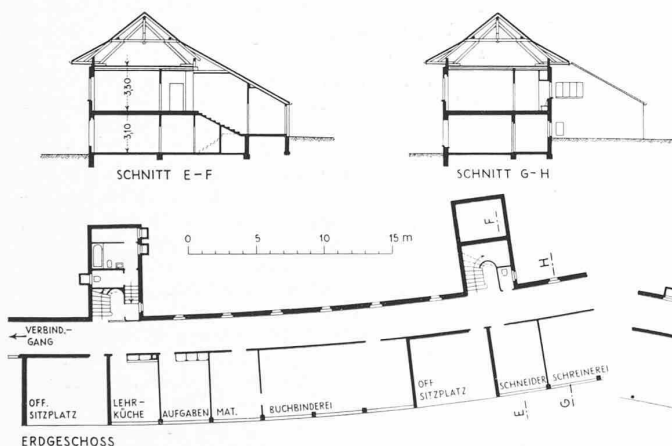 3,50
3,10
SCHNITT E-F
SCHNITT G-H
0 5 10 15 m
F
H
VERBIND.-
GANG
OFF.
SITZPLATZ
LEHR-
KÜCHE
AUFGABEN
MAT.
BUCHBINDEREI
OFF.
SITZPLATZ
SCHNEIDER
SCHREINEREI
E
G
ERDGESCHOSS